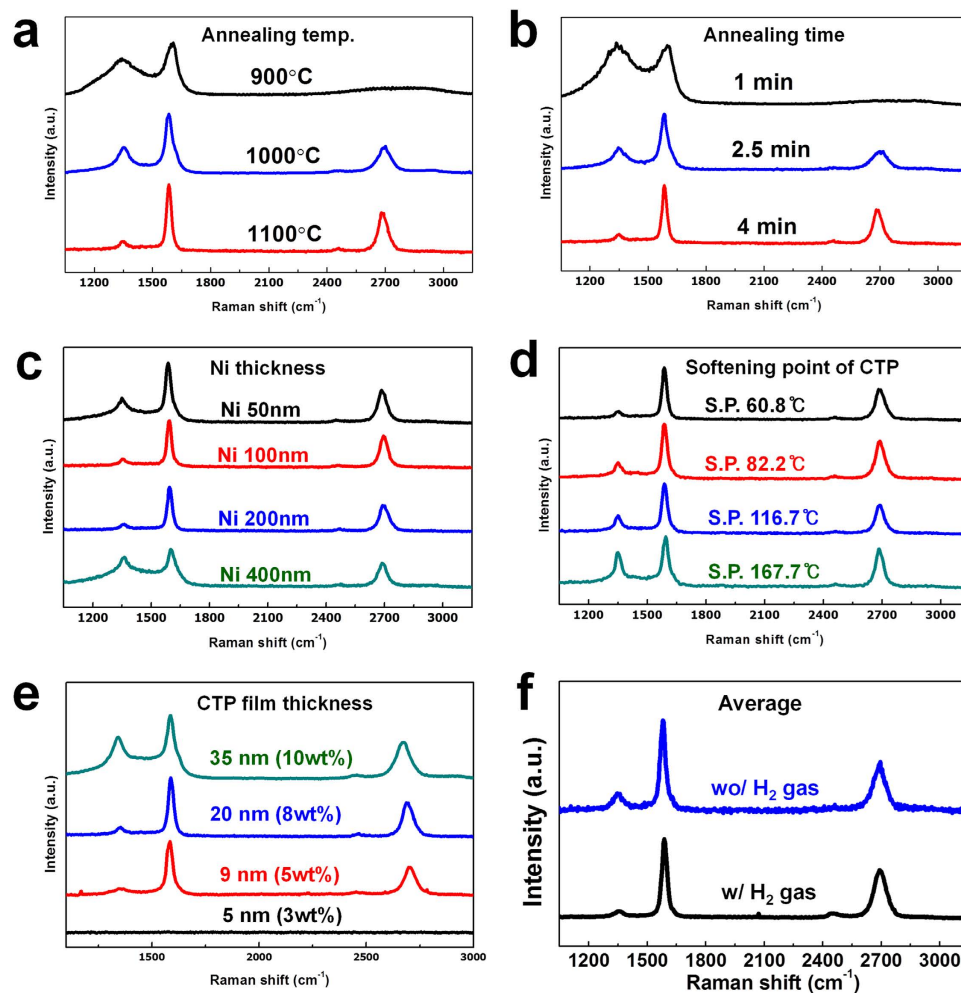 a
Annealing temp.
900°C
1000°C
1100°C
Intensity (a.u.)
1200 1500 1800 2100 2400 2700 3000
Raman shift (cm⁻¹)
b
Annealing time
1 min
2.5 min
4 min
Intensity (a.u.)
1200 1500 1800 2100 2400 2700 3000
Raman shift (cm⁻¹)
c
Ni thickness
Ni 50nm
Ni 100nm
Ni 200nm
Ni 400nm
Intensity (a.u.)
1200 1500 1800 2100 2400 2700 3000
Raman shift (cm⁻¹)
d
Softening point of CTP
S.P. 60.8℃
S.P. 82.2℃
S.P. 116.7℃
S.P. 167.7℃
Intensity (a.u.)
1200 1500 1800 2100 2400 2700 3000
Raman shift (cm⁻¹)
e
CTP film thickness
35 nm (10wt%)
20 nm (8wt%)
9 nm (5wt%)
5 nm (3wt%)
Intensity (a.u.)
1500 2000 2500 3000
Raman shift (cm⁻¹)
f
Average
wo/ H₂ gas
w/ H₂ gas
Intensity (a.u.)
1200 1500 1800 2100 2400 2700 3000
Raman shift (cm⁻¹)